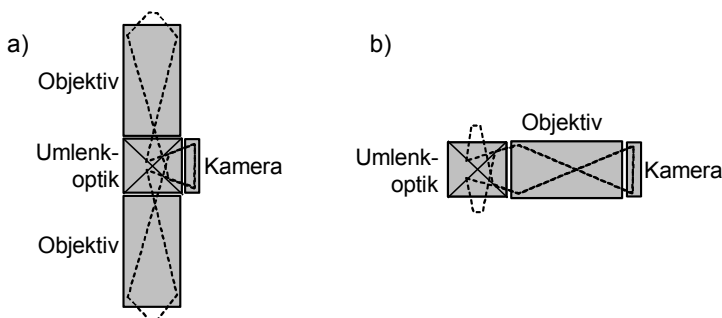 a)
Objektiv
Umlenk-
optik
Kamera
Objektiv
b)
Objektiv
Umlenk-
optik
Kamera